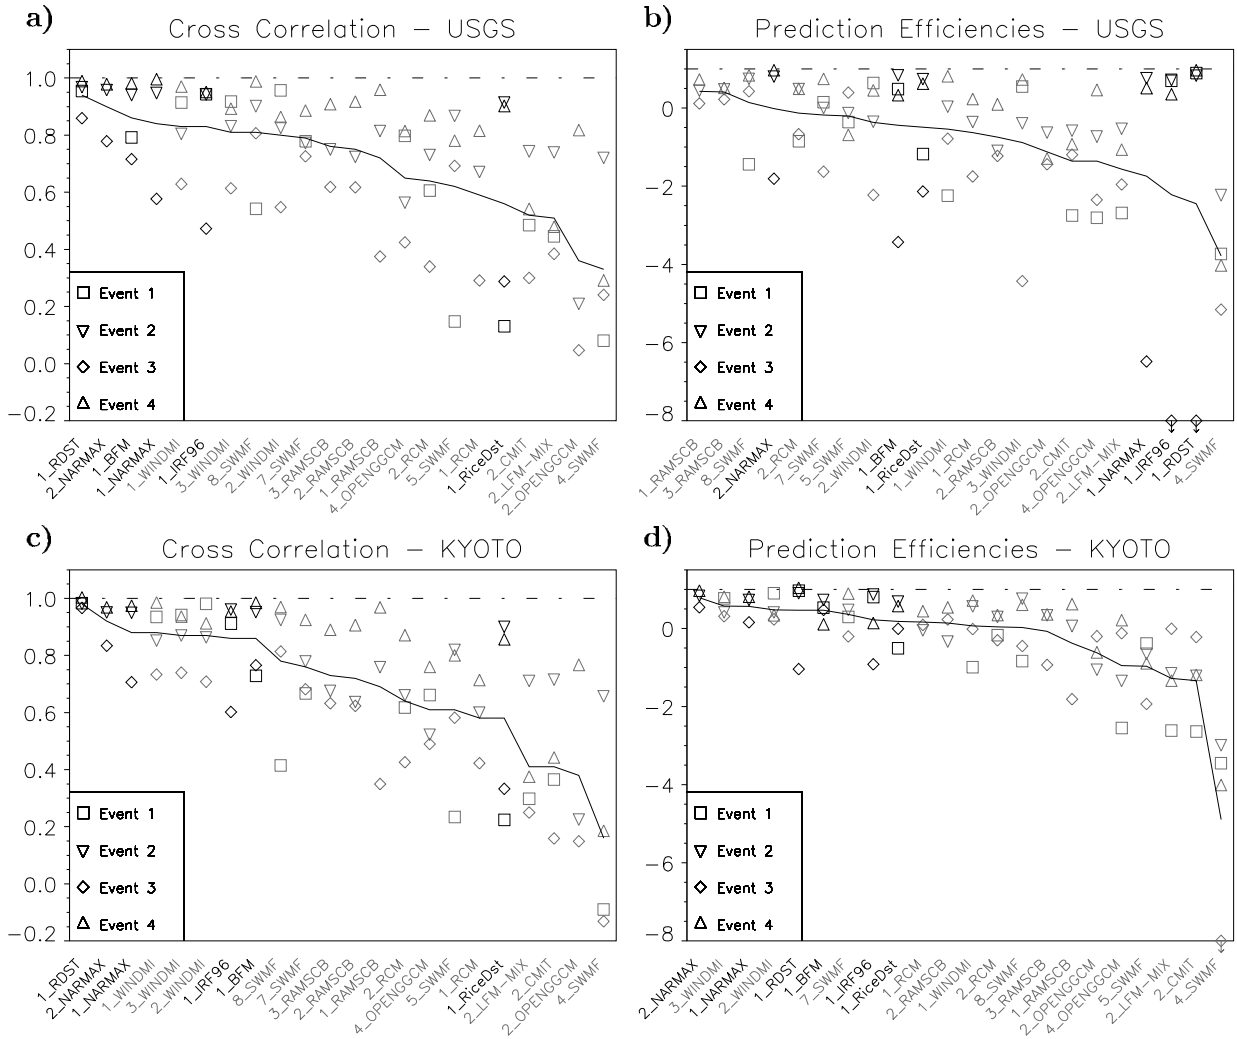 a)
Cross Correlation – USGS
1.0
0.8
0.6
0.4
0.2
0.0
−0.2
Event 1
Event 2
Event 3
Event 4
1_RDST
2_NARMAX
1_BFM
1_NARMAX
1_WINDMI
1_IRF96
3_WINDMI
8_SWMF
2_WINDMI
7_SWMF
3_RAMSCB
2_RAMSCB
1_RAMSCB
4_OPENGGCM
2_RCM
5_SWMF
1_RCM
1_RiceDst
2_CMIT
2_LFM−MIX
2_OPENGGCM
4_SWMF
b)
Prediction Efficiencies – USGS
0
−2
−4
−6
−8
Event 1
Event 2
Event 3
Event 4
1_RAMSCB
3_RAMSCB
8_SWMF
2_NARMAX
2_RCM
7_SWMF
5_SWMF
2_WINDMI
1_BFM
1_RiceDst
1_WINDMI
1_RCM
2_RAMSCB
3_WINDMI
2_OPENGGCM
2_CMIT
4_OPENGGCM
2_LFM−MIX
1_NARMAX
1_IRF96
1_RDST
4_SWMF
c)
Cross Correlation – KYOTO
1.0
0.8
0.6
0.4
0.2
0.0
−0.2
Event 1
Event 2
Event 3
Event 4
1_RDST
2_NARMAX
1_NARMAX
1_WINDMI
3_WINDMI
2_WINDMI
1_IRF96
1_BFM
8_SWMF
7_SWMF
3_RAMSCB
2_RAMSCB
1_RAMSCB
2_RCM
4_OPENGGCM
5_SWMF
1_RCM
1_RiceDst
2_LFM−MIX
2_CMIT
2_OPENGGCM
4_SWMF
d)
Prediction Efficiencies – KYOTO
0
−2
−4
−6
−8
Event 1
Event 2
Event 3
Event 4
2_NARMAX
3_WINDMI
1_NARMAX
2_WINDMI
1_RDST
1_BFM
7_SWMF
1_IRF96
1_RiceDst
1_RCM
2_RAMSCB
1_WINDMI
2_RCM
8_SWMF
3_RAMSCB
1_RAMSCB
2_OPENGGCM
4_OPENGGCM
5_SWMF
2_LFM−MIX
2_CMIT
4_SWMF